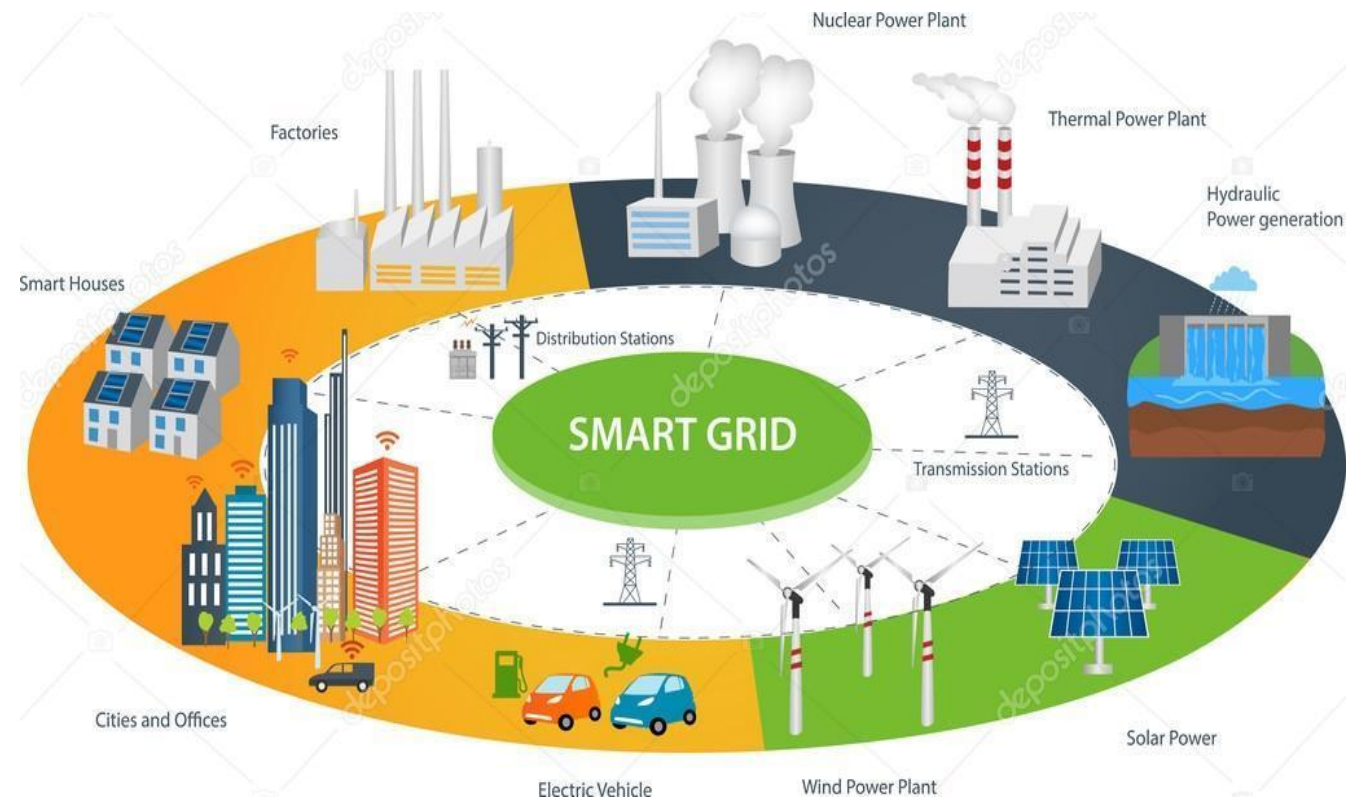 Nuclear Power Plant
Factories
Thermal Power Plant
Hydraulic
Power generation
Smart Houses
Distribution Stations
SMART GRID
Transmission Stations
Cities and Offices
Solar Power
Electric Vehicle
Wind Power Plant
depositphotos
depositphotos
depositphotos
depositphotos
depositphotos
depositphotos
depositphotos